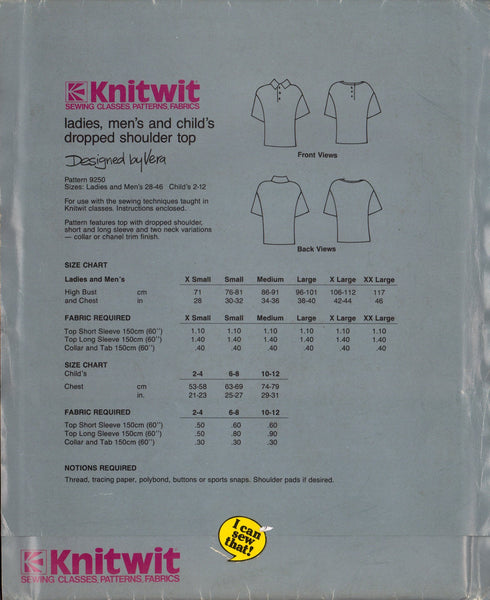 Knitwit
SEWING CLASSES, PATTERNS, FABRICS
ladies, men's and child's
dropped shoulder top
Designed by Vera
Pattern 9250
Sizes: Ladies and Men's 28-46 Child's 2-12
For use with the sewing techniques taught in
Knitwit classes. Instructions enclosed.
Pattern features top with dropped shoulder,
short and long sleeve and two neck variations
— collar or chanel trim finish.
Front Views
Back Views
SIZE CHART
Ladies and Men's X Small Small Medium Large X Large XX Large
High Bust cm 71 76-81 86-91 96-101 106-112 117
and Chest in 28 30-32 34-36 38-40 42-44 46
FABRIC REQUIRED X Small Small Medium Large X Large XX Large
Top Short Sleeve 150cm (60'') 1.10 1.10 1.10 1.10 1.10 1.10
Top Long Sleeve 150cm (60'') 1.40 1.40 1.40 1.40 1.40 1.40
Collar and Tab 150cm (60'') .40 .40 .40 .40 .40 .40
SIZE CHART
Child's 2-4 6-8 10-12
Chest cm 53-58 63-69 74-79
in 21-23 25-27 29-31
FABRIC REQUIRED 2-4 6-8 10-12
Top Short Sleeve 150cm (60'') .50 .60 .60
Top Long Sleeve 150cm (60'') .50 .80 .90
Collar and Tab 150cm (60'') .30 .30 .30
NOTIONS REQUIRED
Thread, tracing paper, polybond, buttons or sports snaps. Shoulder pads if desired.
I can
sew
that!
Knitwit
SEWING CLASSES, PATTERNS, FABRICS